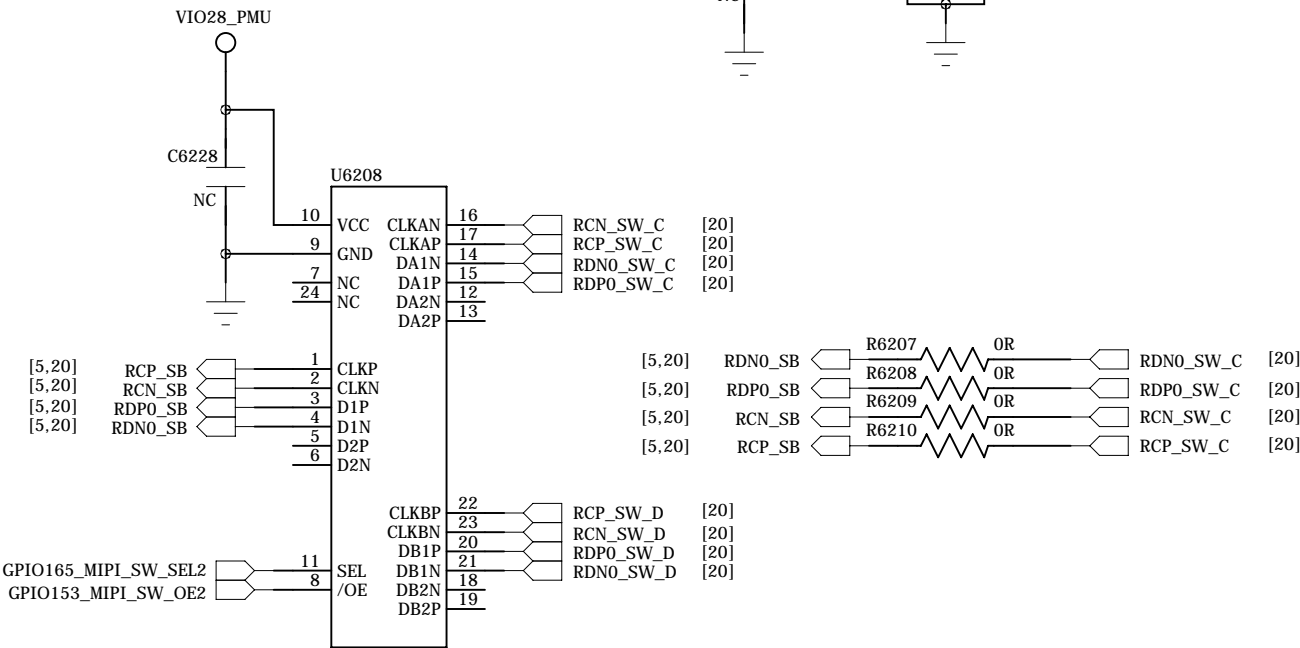 VIO28_PMU
C6228
NC
U6208
10 VCC CLKAN 16 RCN_SW_C [20]
CLKAP 17 RCP_SW_C [20]
9 GND DA1N 14 RDN0_SW_C [20]
7 NC DA1P 15 RDP0_SW_C [20]
24 NC DA2N 12
DA2P 13
[5,20] RCP_SB 1 CLKP
[5,20] RCN_SB 2 CLKN
[5,20] RDP0_SB 3 D1P
[5,20] RDN0_SB 4 D1N
5 D2P
6 D2N
CLKBP 22 RCP_SW_D [20]
CLKBN 23 RCN_SW_D [20]
DB1P 20 RDP0_SW_D [20]
GPIO165_MIPI_SW_SEL2 11 SEL DB1N 21 RDN0_SW_D [20]
GPIO153_MIPI_SW_OE2 8 /OE DB2N 18
DB2P 19
[5,20] RDN0_SB R6207 0R RDN0_SW_C [20]
[5,20] RDP0_SB R6208 0R RDP0_SW_C [20]
[5,20] RCN_SB R6209 0R RCN_SW_C [20]
[5,20] RCP_SB R6210 0R RCP_SW_C [20]